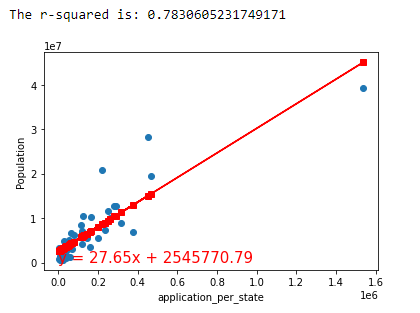 The r-squared is: 0.7830605231749171
1e7
4
3
2
1
0
Population
y = 27.65x + 2545770.79
0.0 0.2 0.4 0.6 0.8 1.0 1.2 1.4 1.6
application_per_state
1e6